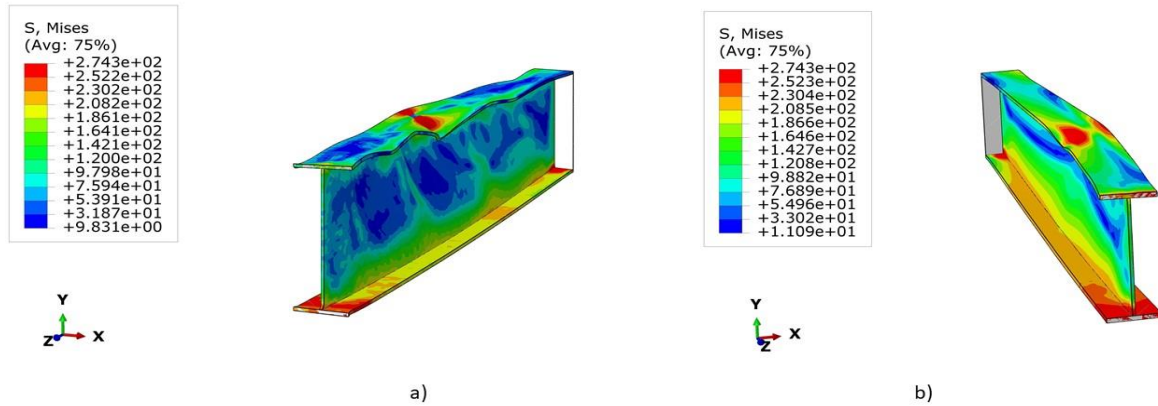 S, Mises
(Avg: 75%)
+2.743e+02
+2.522e+02
+2.302e+02
+2.082e+02
+1.861e+02
+1.641e+02
+1.421e+02
+1.200e+02
+9.798e+01
+7.594e+01
+5.391e+01
+3.187e+01
+9.831e+00
Y
Z
X
a)
S, Mises
(Avg: 75%)
+2.743e+02
+2.523e+02
+2.304e+02
+2.085e+02
+1.866e+02
+1.646e+02
+1.427e+02
+1.208e+02
+9.882e+01
+7.689e+01
+5.496e+01
+3.302e+01
+1.109e+01
Y
X
Z
b)